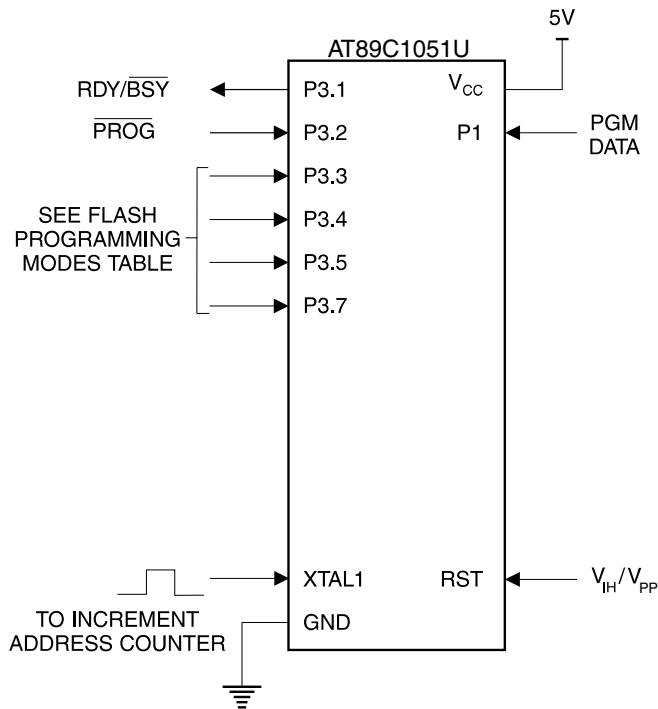 5V
AT89C1051U
RDY/BSY
P3.1
VCC
PROG
P3.2
P1
PGM
DATA
P3.3
SEE FLASH
PROGRAMMING
MODES TABLE
P3.4
P3.5
P3.7
XTAL1
RST
VIH/VPP
TO INCREMENT
ADDRESS COUNTER
GND